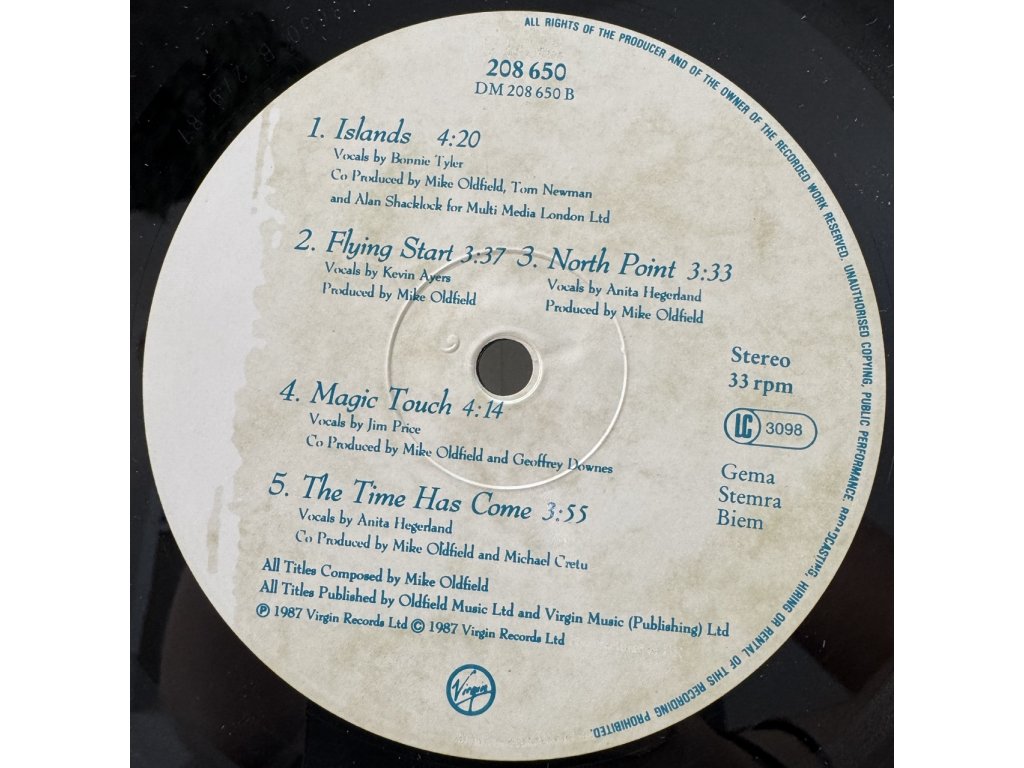 ALL RIGHTS OF THE PRODUCER AND OF THE OWNER OF THE RECORDED WORK RESERVED. UNAUTHORISED COPYING, PUBLIC PERFORMANCE, BROADCASTING, HIRING OR RENTAL OF THIS RECORDING PROHIBITED.
208 650
DM 208 650 B
1. Islands 4:20
Vocals by Bonnie Tyler
Co Produced by Mike Oldfield, Tom Newman
and Alan Shacklock for Multi Media London Ltd
2. Flying Start 3:37 3. North Point 3:33
Vocals by Kevin Ayers Vocals by Anita Hegerland
Produced by Mike Oldfield Produced by Mike Oldfield
Stereo
33 rpm
LC 3098
4. Magic Touch 4:14
Vocals by Jim Price
Co Produced by Mike Oldfield and Geoffrey Downes
Gema
Stemra
Biem
5. The Time Has Come 3:55
Vocals by Anita Hegerland
Co Produced by Mike Oldfield and Michael Cretu
All Titles Composed by Mike Oldfield
All Titles Published by Oldfield Music Ltd and Virgin Music (Publishing) Ltd
℗ 1987 Virgin Records Ltd © 1987 Virgin Records Ltd
Virgin